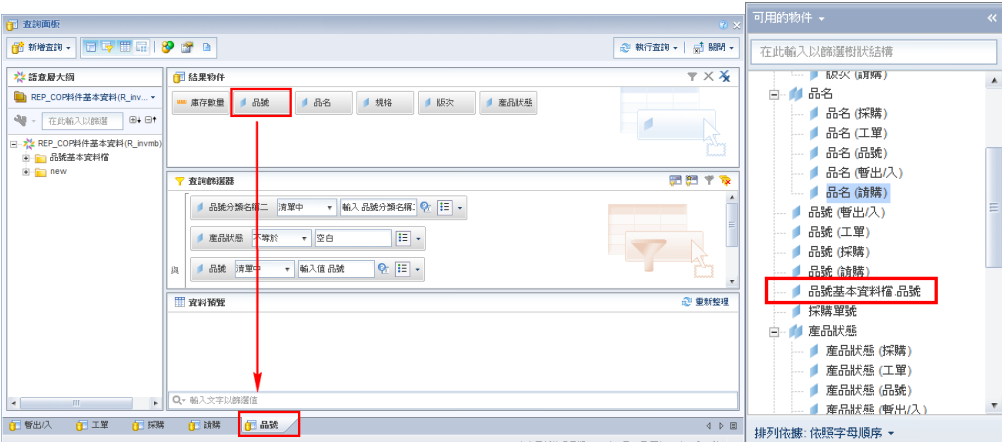 查詢面板
新增查詢
執行查詢
關閉
語意層大綱
REP_COP料件基本資料(R_inv...
在此輸入以篩選
REP_COP料件基本資料(R_invmb)
品號基本資料檔
new
結果物件
庫存數量
品號
品名
規格
版次
產品狀態
查詢篩選器
品號分類名稱二
清單中
輸入 品號分類名稱:
產品狀態
不等於
空白
與
品號
清單中
輸入值 品號
資料預覽
重新整理
輸入文字以篩選值
暫出/入
工單
採購
請購
品號
可用的物件
在此輸入以篩選樹狀結構
版次 (請購)
品名
品名 (採購)
品名 (工單)
品名 (品號)
品名 (暫出/入)
品名 (請購)
品號 (暫出/入)
品號 (工單)
品號 (採購)
品號 (請購)
品號基本資料檔.品號
採購單號
產品狀態
產品狀態 (採購)
產品狀態 (工單)
產品狀態 (品號)
產品狀態 (暫出/入)
排列依據: 依照字母順序